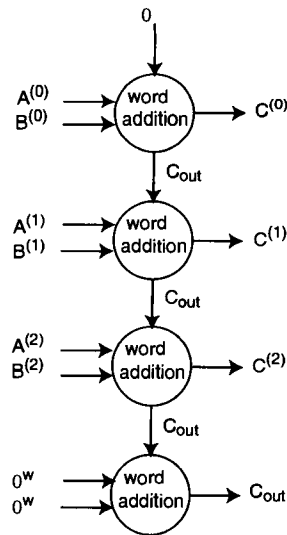 0
A(0)
B(0)
word addition
C(0)
Cout
A(1)
B(1)
word addition
C(1)
Cout
A(2)
B(2)
word addition
C(2)
Cout
0w
0w
word addition
Cout